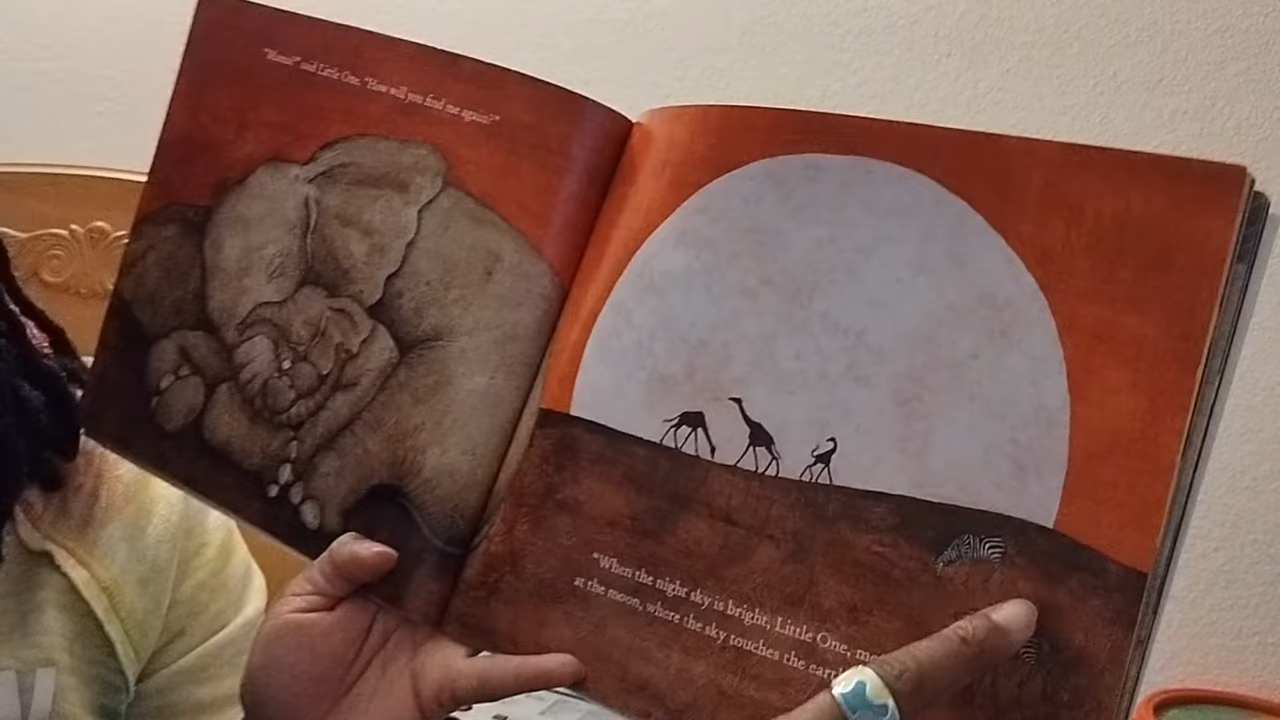 "Mama?" said Little One. "How will you find me again?"
"When the night sky is bright, Little One,
at the moon, where the sky touches the